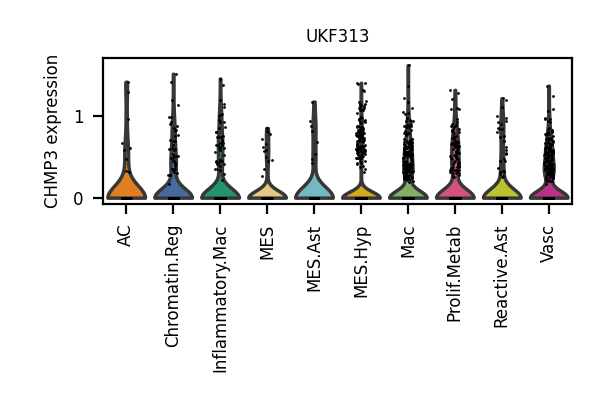 UKF313
CHMP3 expression
1
0
AC
Chromatin.Reg
Inflammatory.Mac
MES
MES.Ast
MES.Hyp
Mac
Prolif.Metab
Reactive.Ast
Vasc